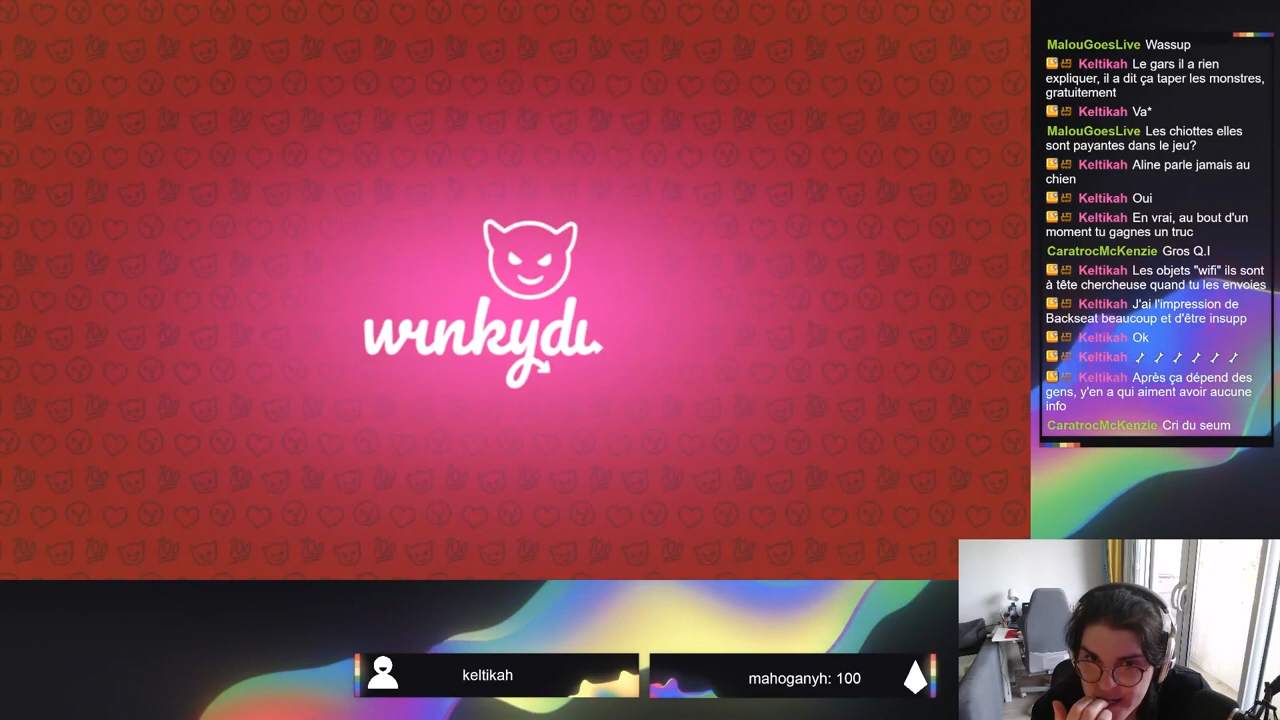 winkydi
MalouGoesLive Wassup
Keltikah Le gars il a rien
expliquer, il a dit ça taper les monstres,
gratuitement
Keltikah Va*
MalouGoesLive Les chiottes elles
sont payantes dans le jeu?
Keltikah Aline parle jamais au
chien
Keltikah Oui
Keltikah En vrai, au bout d'un
moment tu gagnes un truc
CaratrocMcKenzie Gros Q.I
Keltikah Les objets "wifi" ils sont
à tête chercheuse quand tu les envoies
Keltikah J'ai l'impression de
Backseat beaucoup et d'être insupp
Keltikah Ok
Keltikah
Keltikah Après ça dépend des
gens, y'en a qui aiment avoir aucune
info
CaratrocMcKenzie Cri du seum
keltikah
mahoganyh: 100